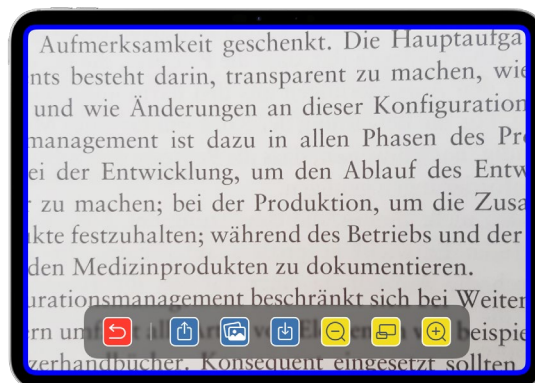 Aufmerksamkeit geschenkt. Die Hauptaufga
nts besteht darin, transparent zu machen, wie
und wie Änderungen an dieser Konfiguration
management ist dazu in allen Phasen des Pr
ei der Entwicklung, um den Ablauf des Entw
zu machen; bei der Produktion, um die Zusa
kte festzuhalten; während des Betriebs und der
den Medizinprodukten zu dokumentieren.
urationsmanagement beschränkt sich bei Weiter
ern um beispie
zerhandbücher. Konsequent eingesetzt sollten